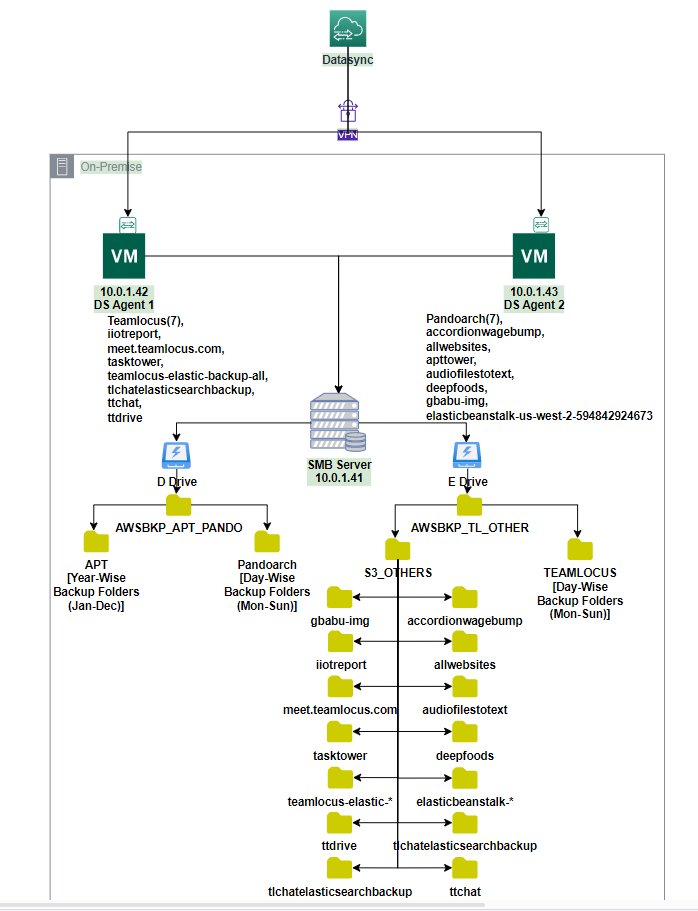 Datasync
VPN
On-Premise
VM
10.0.1.42
DS Agent 1
Teamlocus(7),
iiotreport,
meet.teamlocus.com,
tasktower,
teamlocus-elastic-backup-all,
tlchatelasticsearchbackup,
ttchat,
ttdrive
VM
10.0.1.43
DS Agent 2
Pandoarch(7),
accordionwagebump,
allwebsites,
apttower,
audiofilestotext,
deepfoods,
gbabu-img,
elasticbeanstalk-us-west-2-594842924673
SMB Server
10.0.1.41
D Drive
E Drive
AWSBKP_APT_PANDO
AWSBKP_TL_OTHER
APT
[Year-Wise
Backup Folders
(Jan-Dec)]
Pandoarch
[Day-Wise
Backup Folders
(Mon-Sun)]
S3_OTHERS
TEAMLOCUS
[Day-Wise
Backup Folders
(Mon-Sun)]
gbabu-img
accordionwagebump
iiotreport
allwebsites
meet.teamlocus.com
audiofilestotext
tasktower
deepfoods
teamlocus-elastic-*
elasticbeanstalk-*
ttdrive
tlchatelasticsearchbackup
tlchatelasticsearchbackup
ttchat